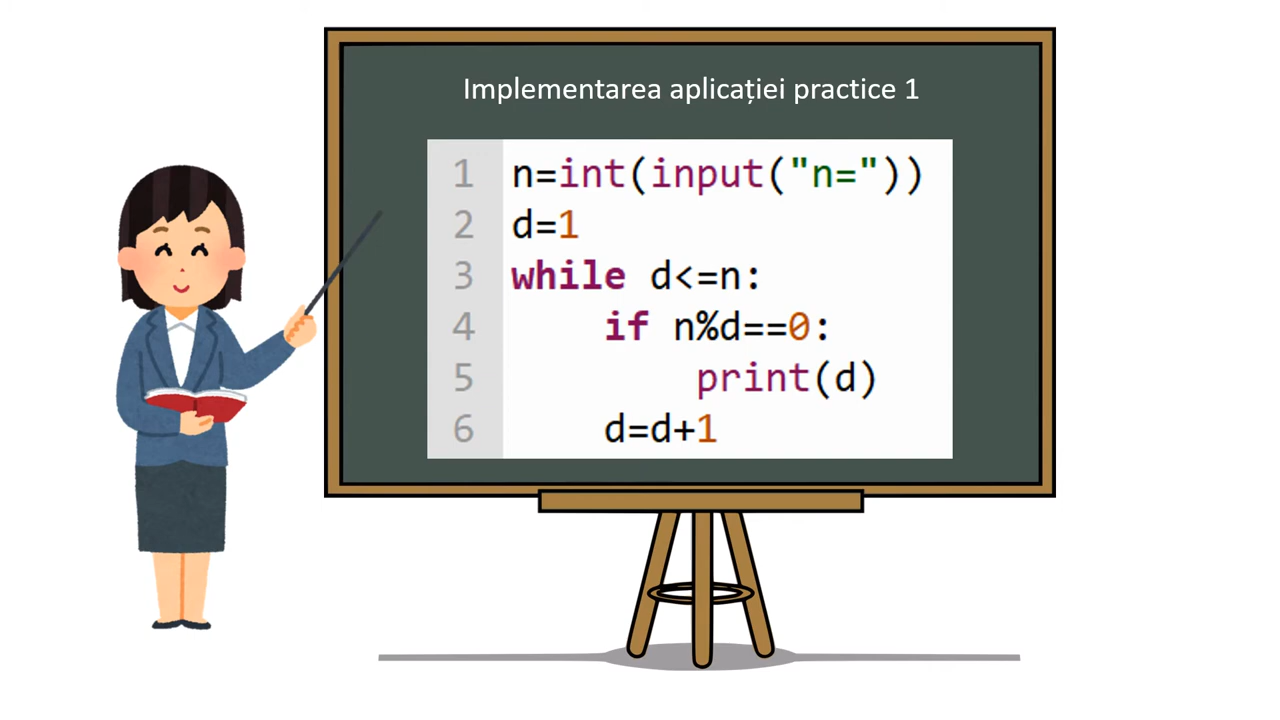 Implementarea aplicației practice 1
1 n=int(input("n="))
2 d=1
3 while d<=n:
4     if n%d==0:
5         print(d)
6     d=d+1